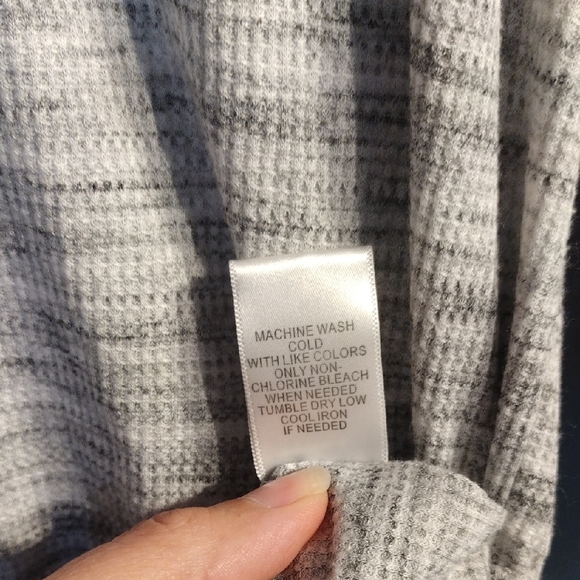 MACHINE WASH
COLD
WITH LIKE COLORS
ONLY NON-
CHLORINE BLEACH
WHEN NEEDED
TUMBLE DRY LOW
COOL IRON
IF NEEDED